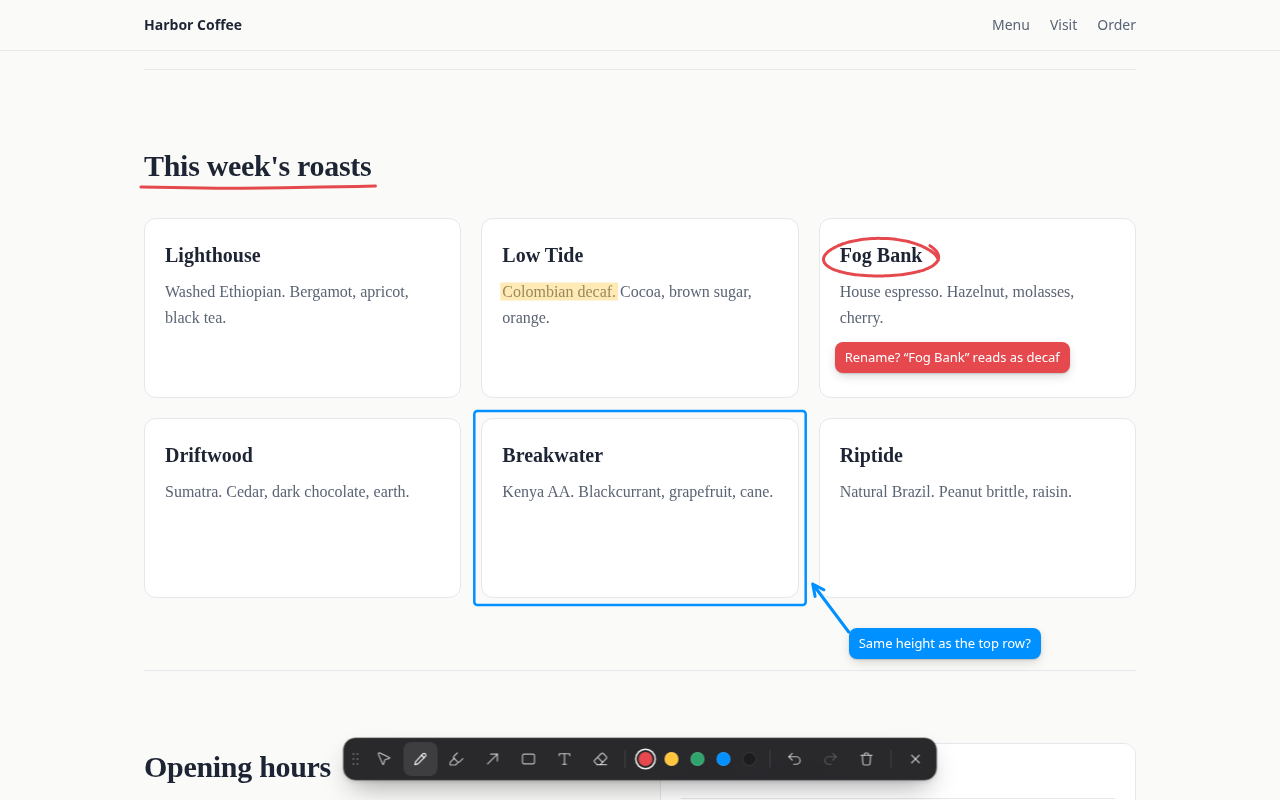 Harbor Coffee
Menu Visit Order
This week's roasts
Lighthouse
Washed Ethiopian. Bergamot, apricot,
black tea.
Low Tide
Colombian decaf. Cocoa, brown sugar,
orange.
Fog Bank
House espresso. Hazelnut, molasses,
cherry.
Rename? “Fog Bank” reads as decaf
Driftwood
Sumatra. Cedar, dark chocolate, earth.
Breakwater
Kenya AA. Blackcurrant, grapefruit, cane.
Riptide
Natural Brazil. Peanut brittle, raisin.
Same height as the top row?
Opening hours